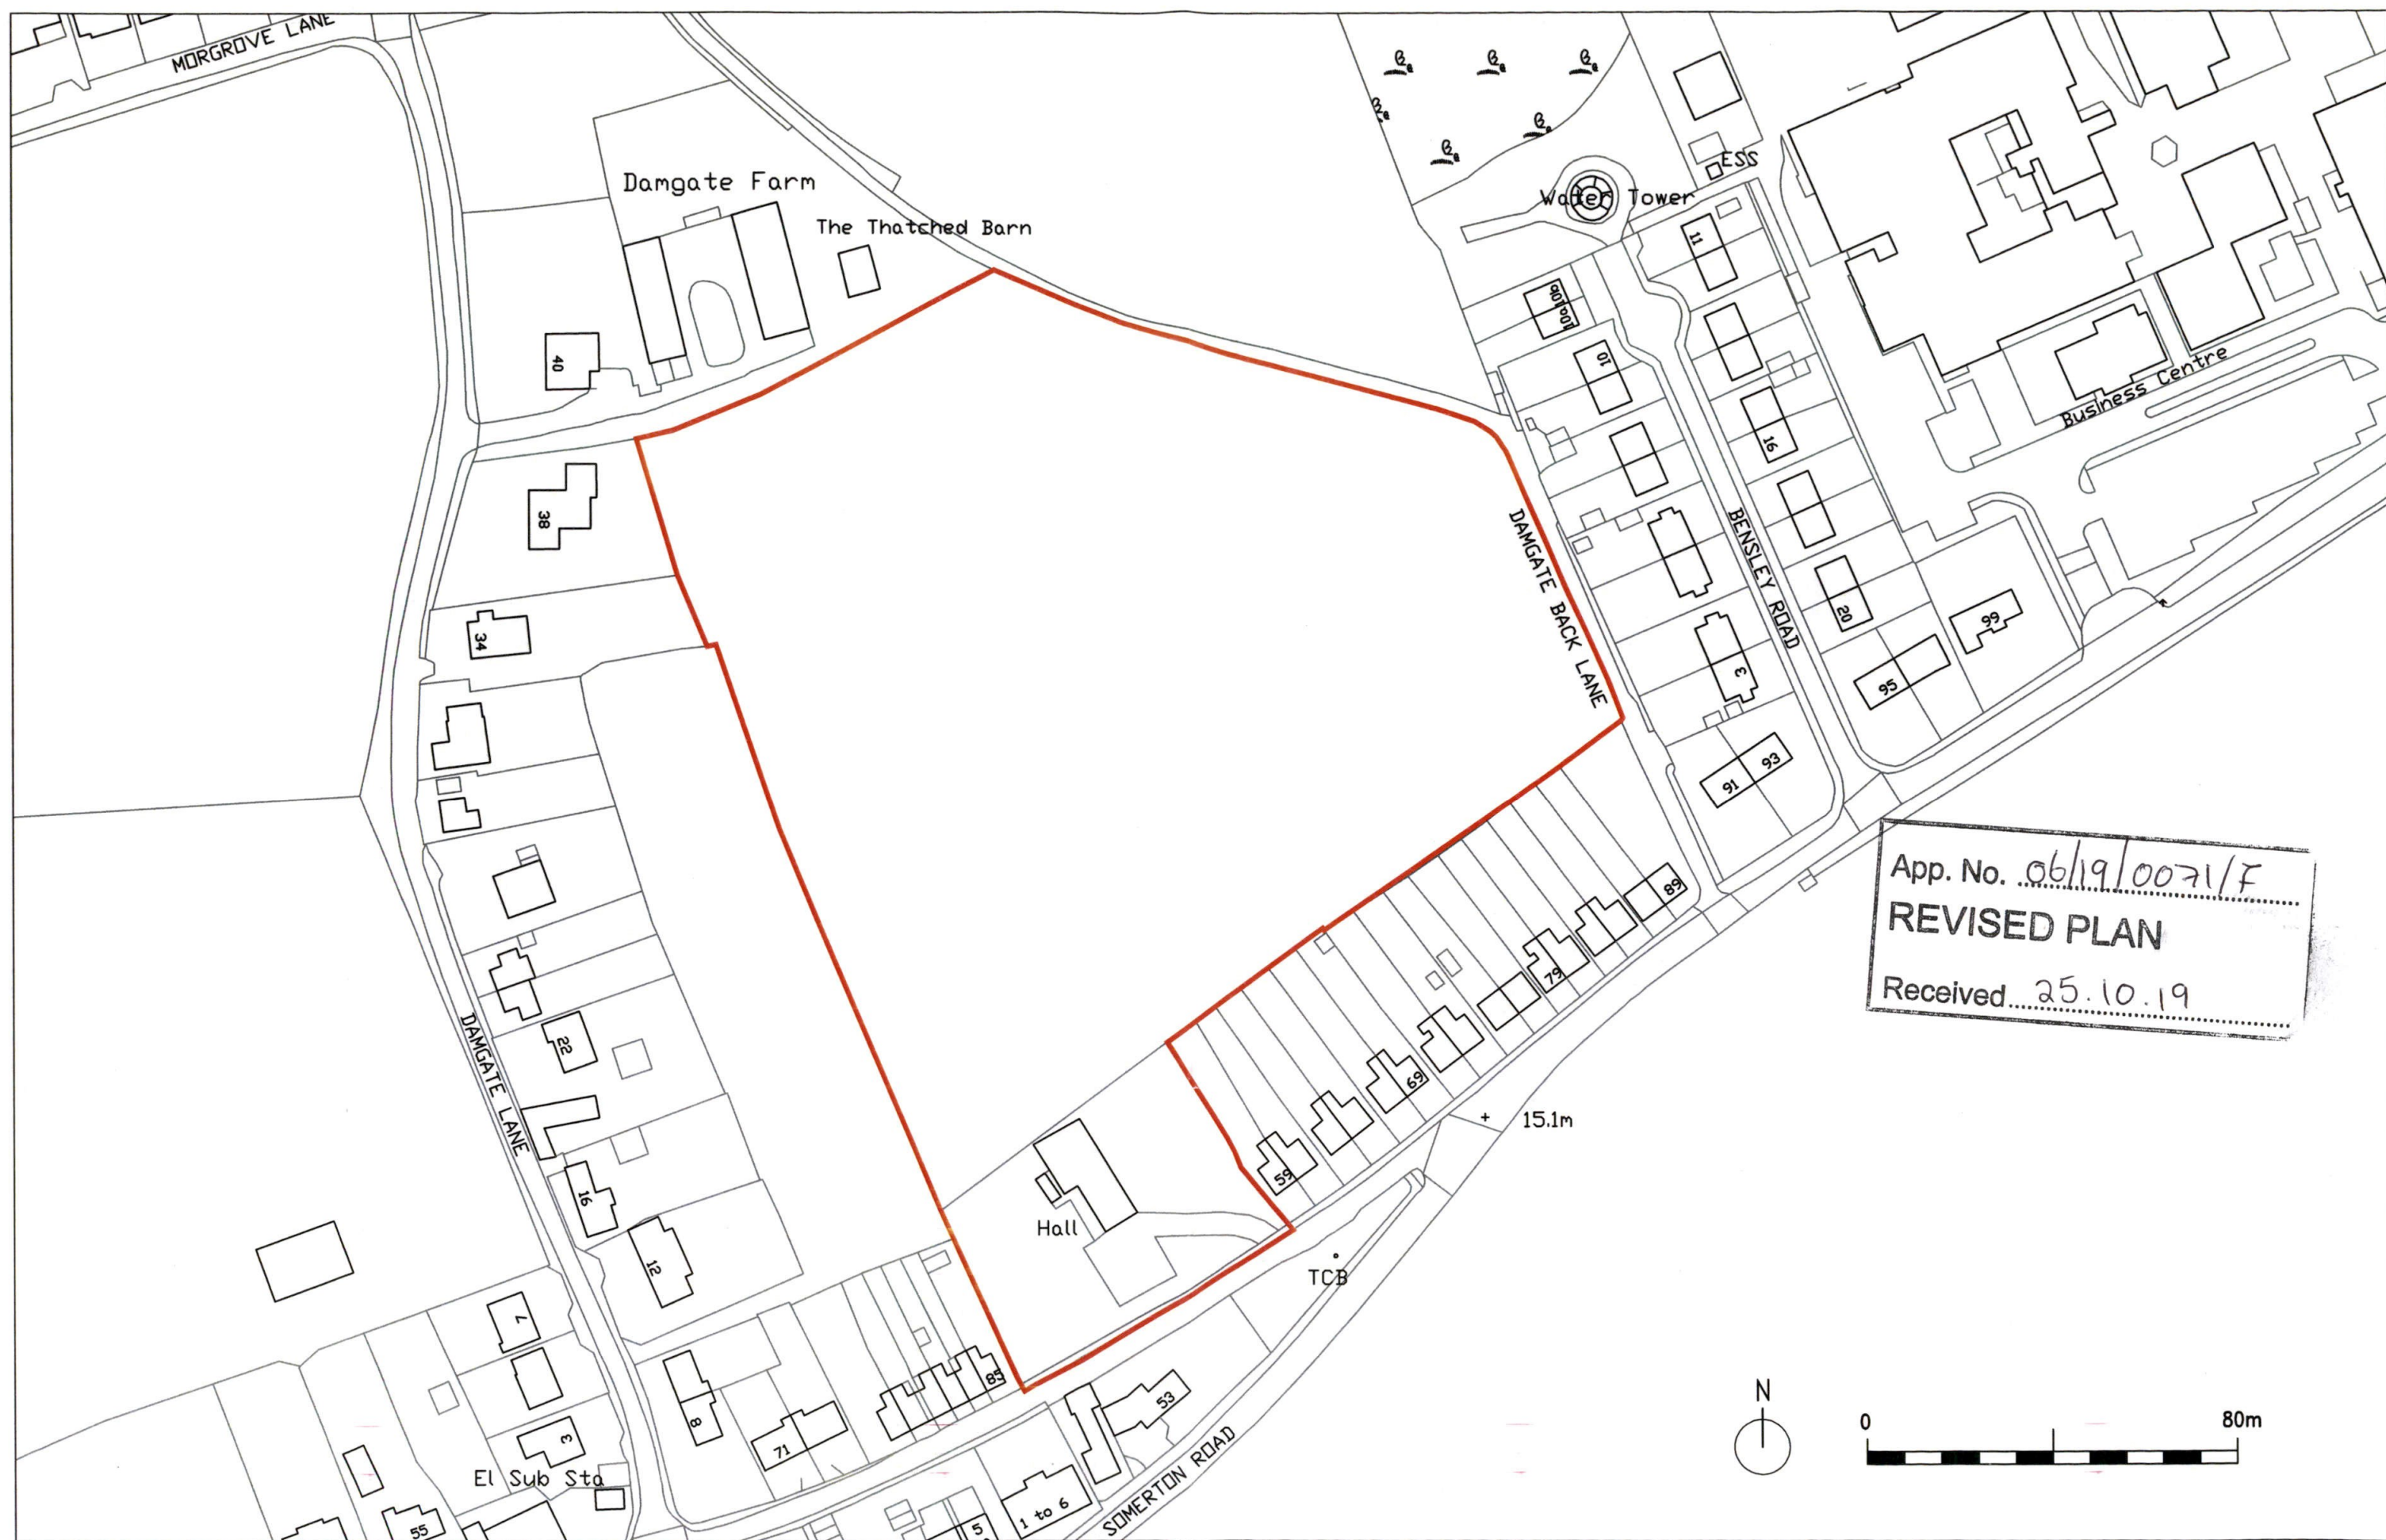 MORGROVE LANE
Damgate Farm
The Thatched Barn
Water Tower
ESS
11
10b
10a
10
40
38
34
16
20
3
99
95
93
91
Business Centre
BENSLEY ROAD
DAMGATE BACK LANE
89
79
69
59
App. No. 06/19/0071/F
REVISED PLAN
Received 25.10.19
DAMGATE LANE
22
16
12
Hall
15.1m
TCB
7
3
8
71
85
53
El Sub Sta
55
5
1 to 6
SOMERTON ROAD
N
0 80m